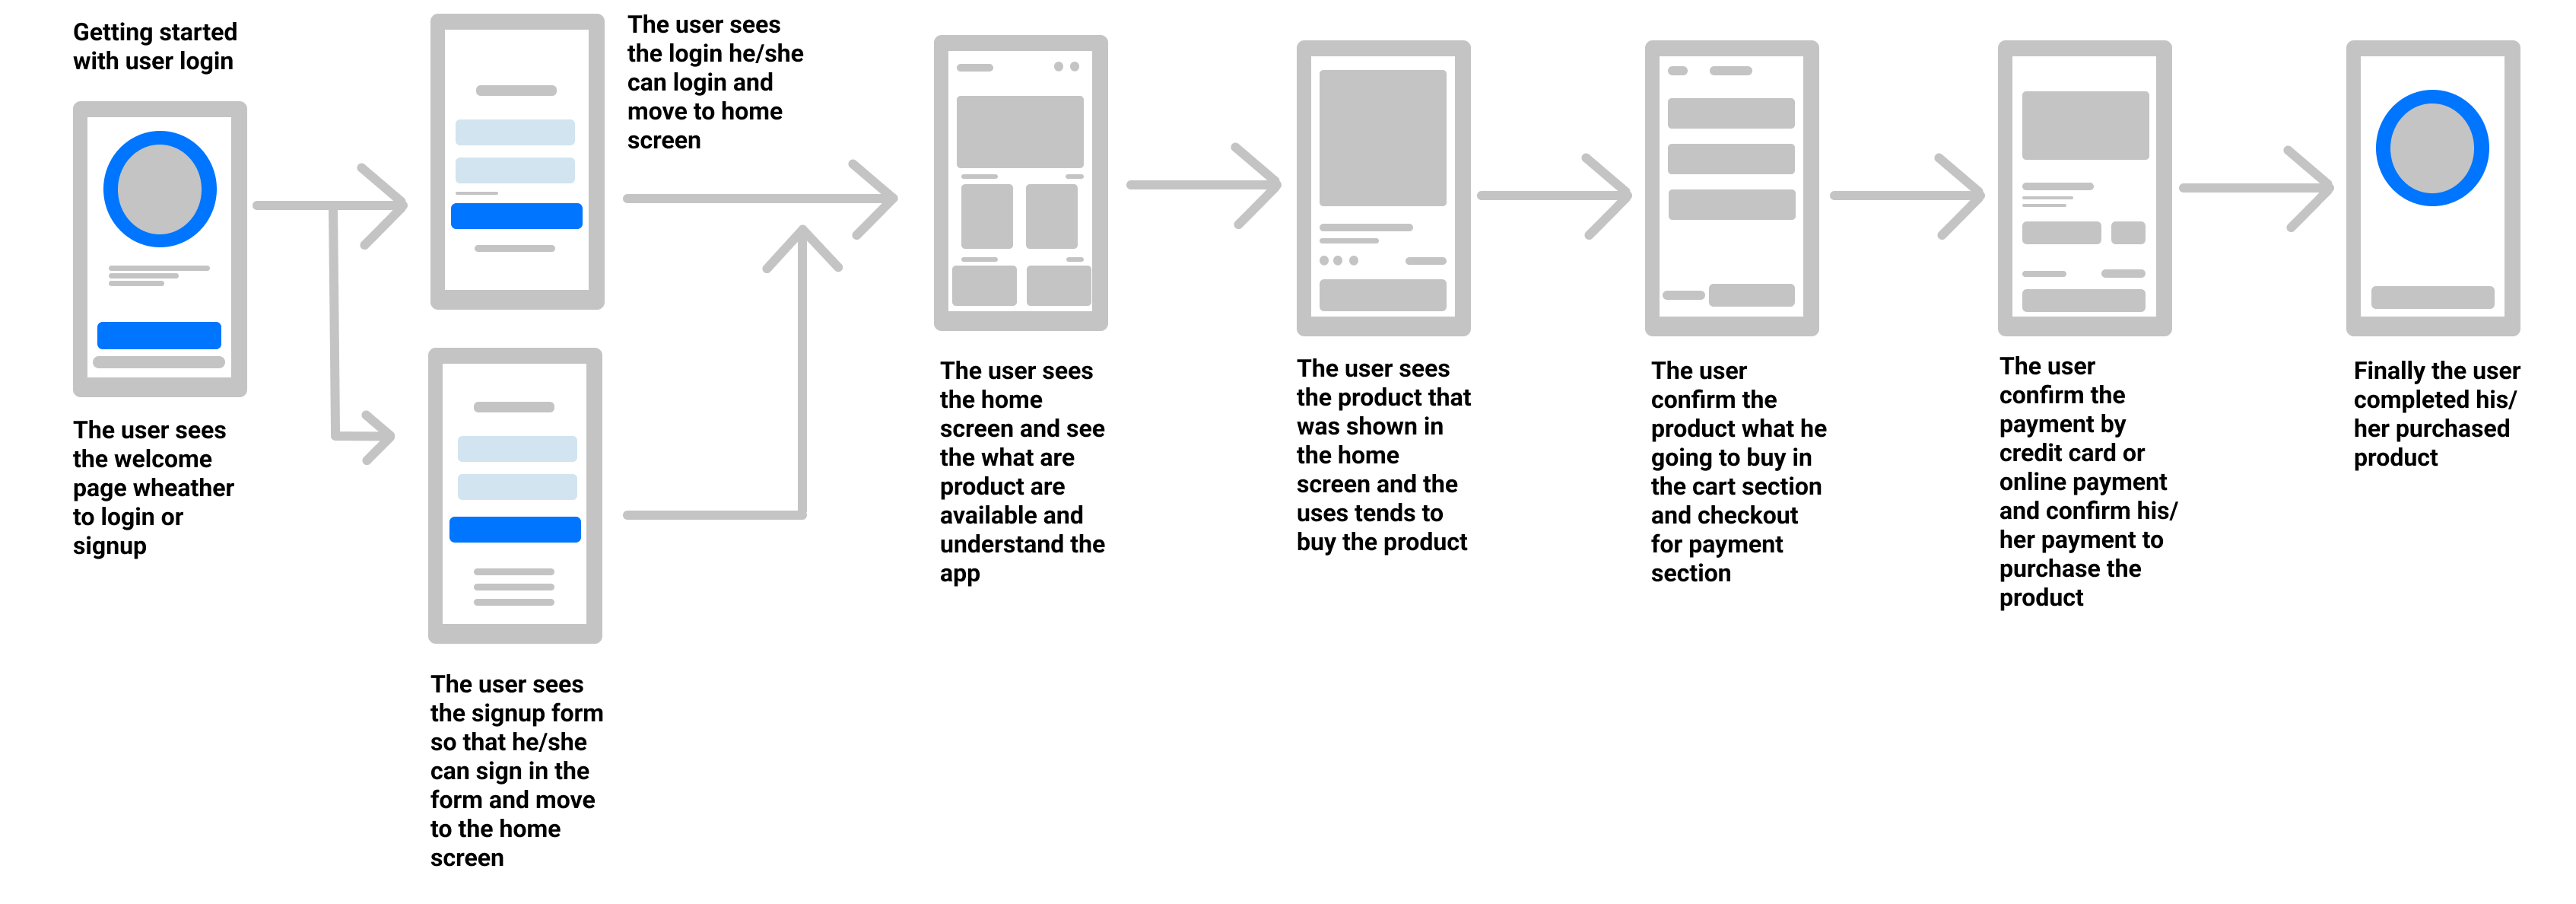 Getting started
with user login
The user sees
the welcome
page wheather
to login or
signup
The user sees
the login he/she
can login and
move to home
screen
The user sees
the signup form
so that he/she
can sign in the
form and move
to the home
screen
The user sees
the home
screen and see
the what are
product are
available and
understand the
app
The user sees
the product that
was shown in
the home
screen and the
uses tends to
buy the product
The user
confirm the
product what he
going to buy in
the cart section
and checkout
for payment
section
The user
confirm the
payment by
credit card or
online payment
and confirm his/
her payment to
purchase the
product
Finally the user
completed his/
her purchased
product